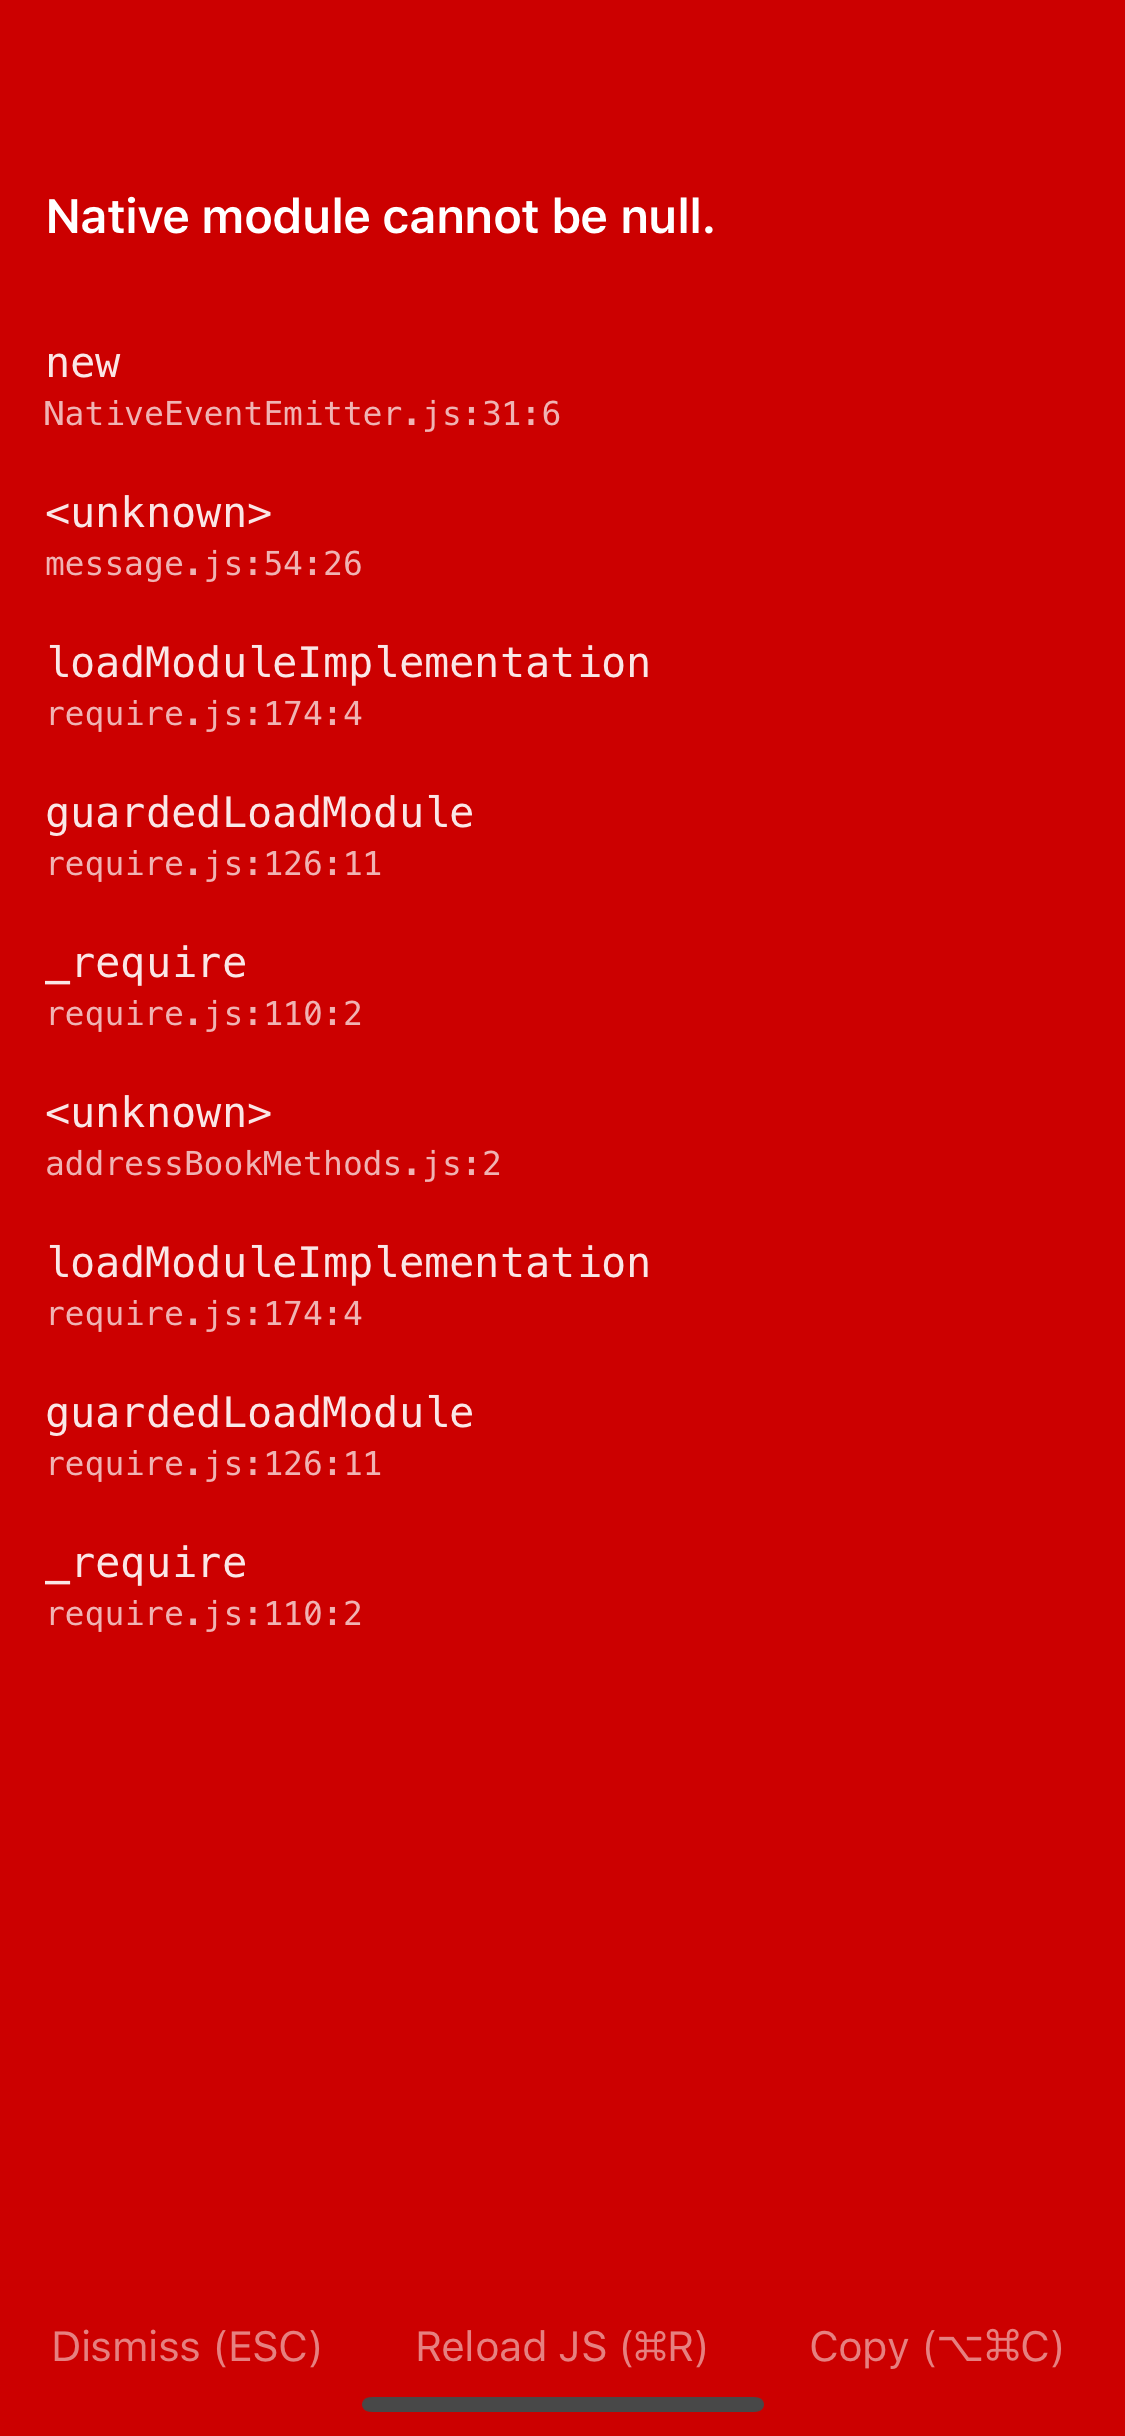 Native module cannot be null.
new
NativeEventEmitter.js:31:6
<unknown>
message.js:54:26
loadModuleImplementation
require.js:174:4
guardedLoadModule
require.js:126:11
_require
require.js:110:2
<unknown>
addressBookMethods.js:2
loadModuleImplementation
require.js:174:4
guardedLoadModule
require.js:126:11
_require
require.js:110:2
Dismiss (ESC) Reload JS (⌘R) Copy (⌥⌘C)